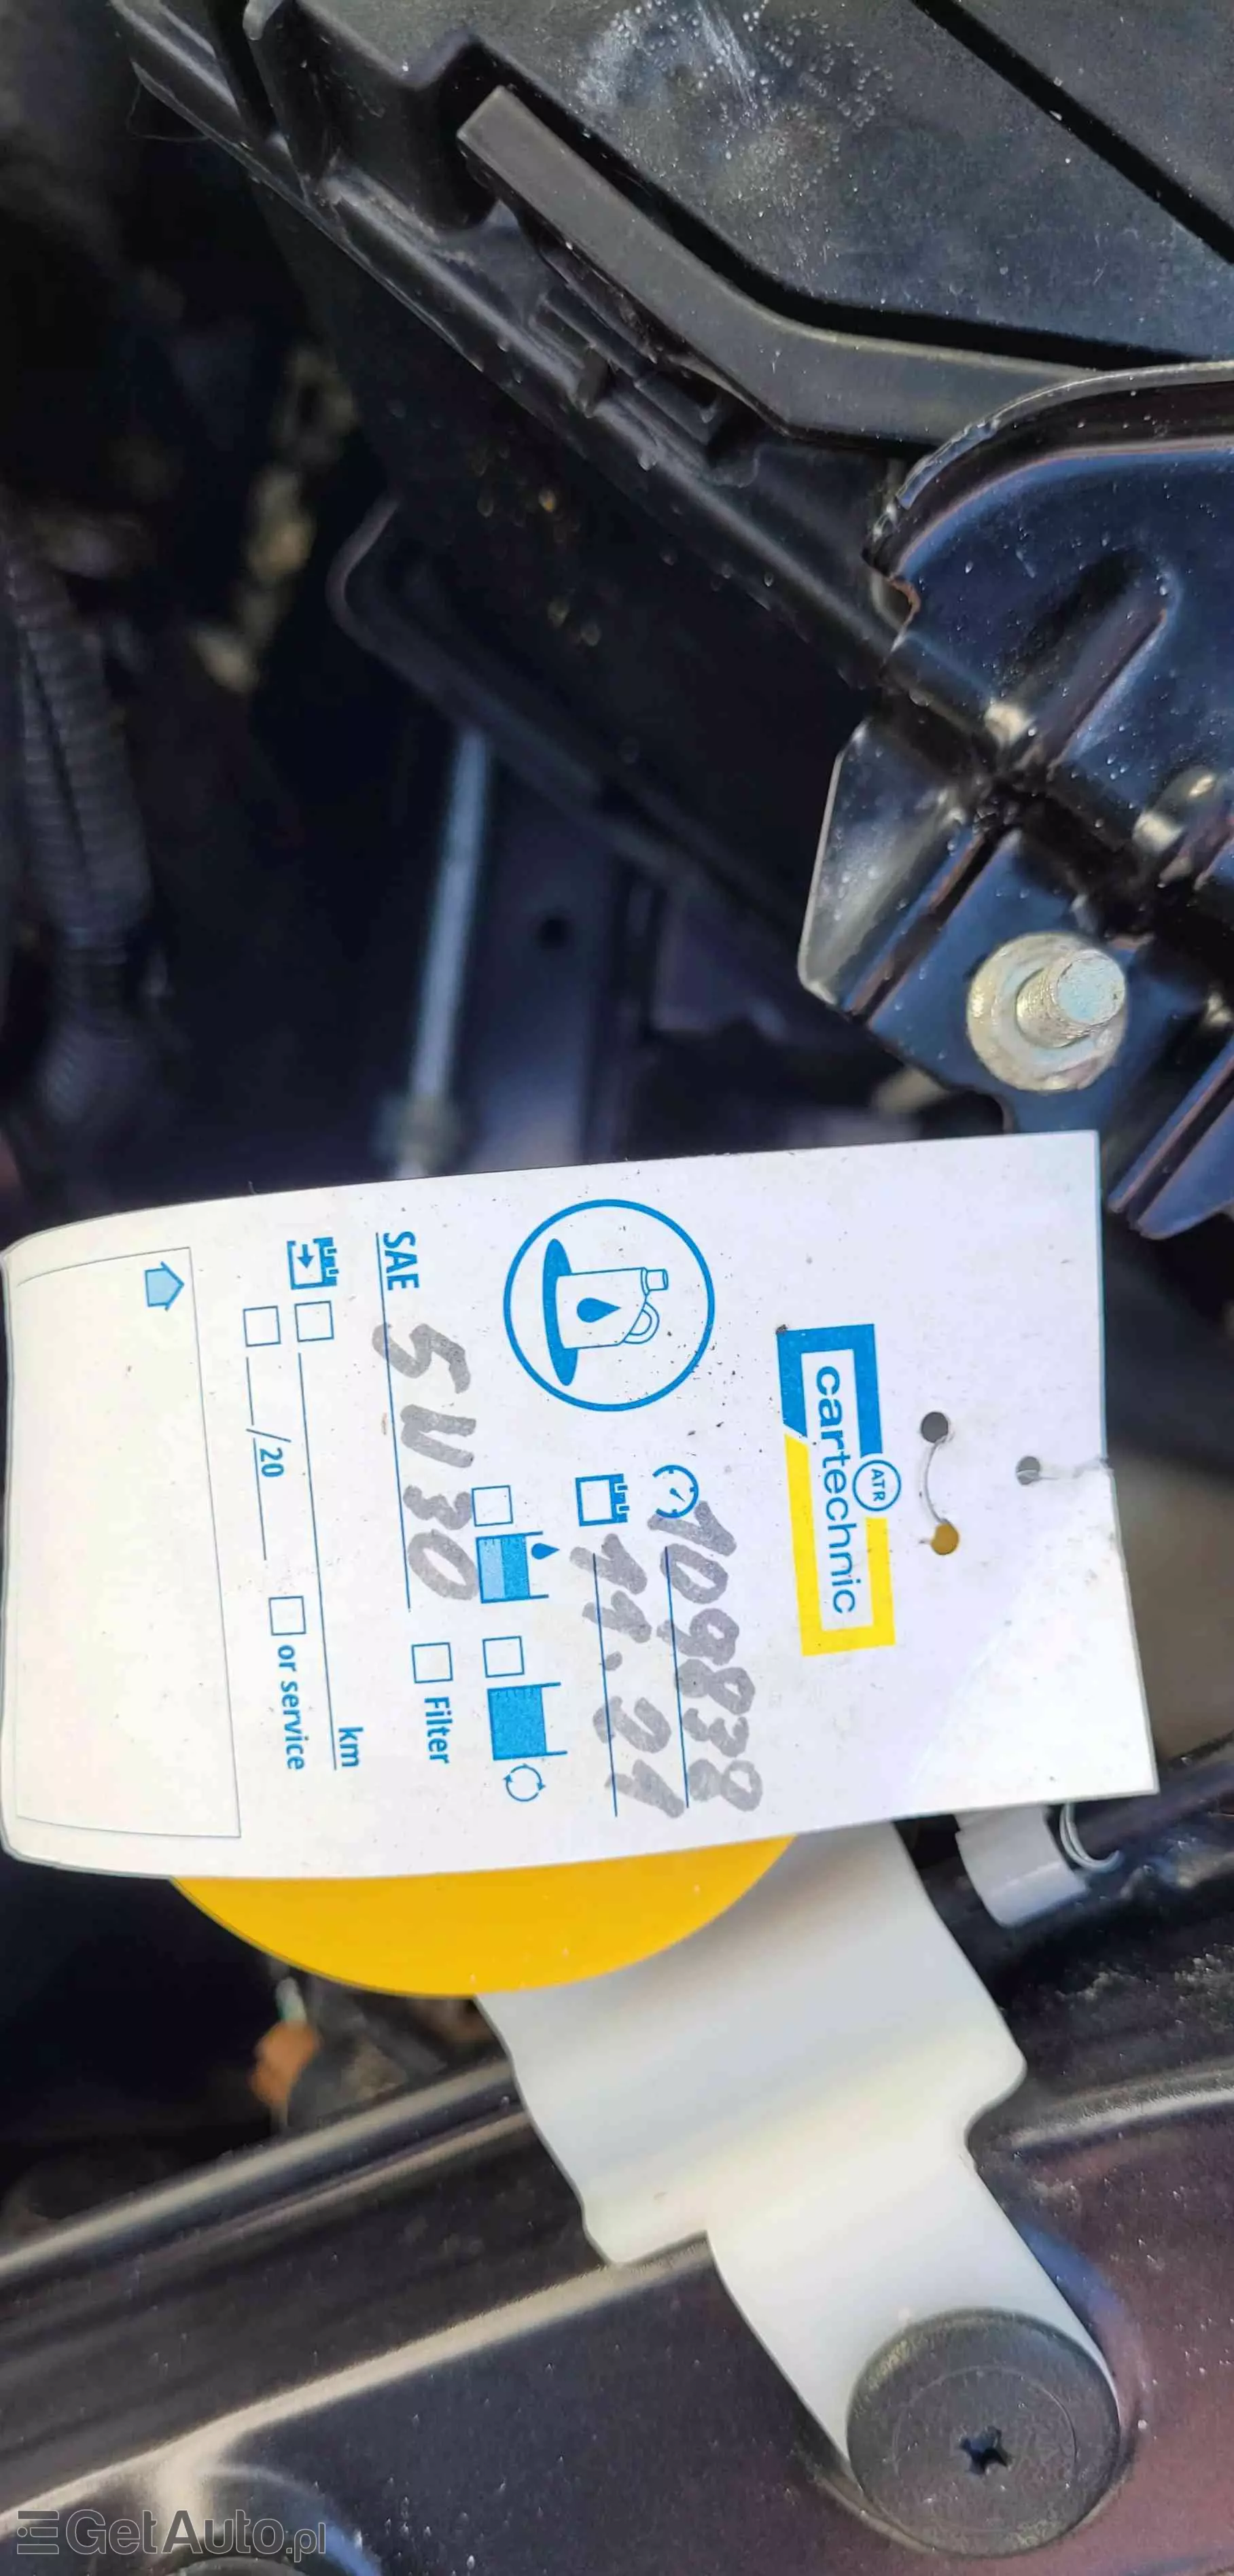 ATR
cartechnic
109838
11.21
SAE 5W30
Filter
km
/20
or service
GetAuto.pl